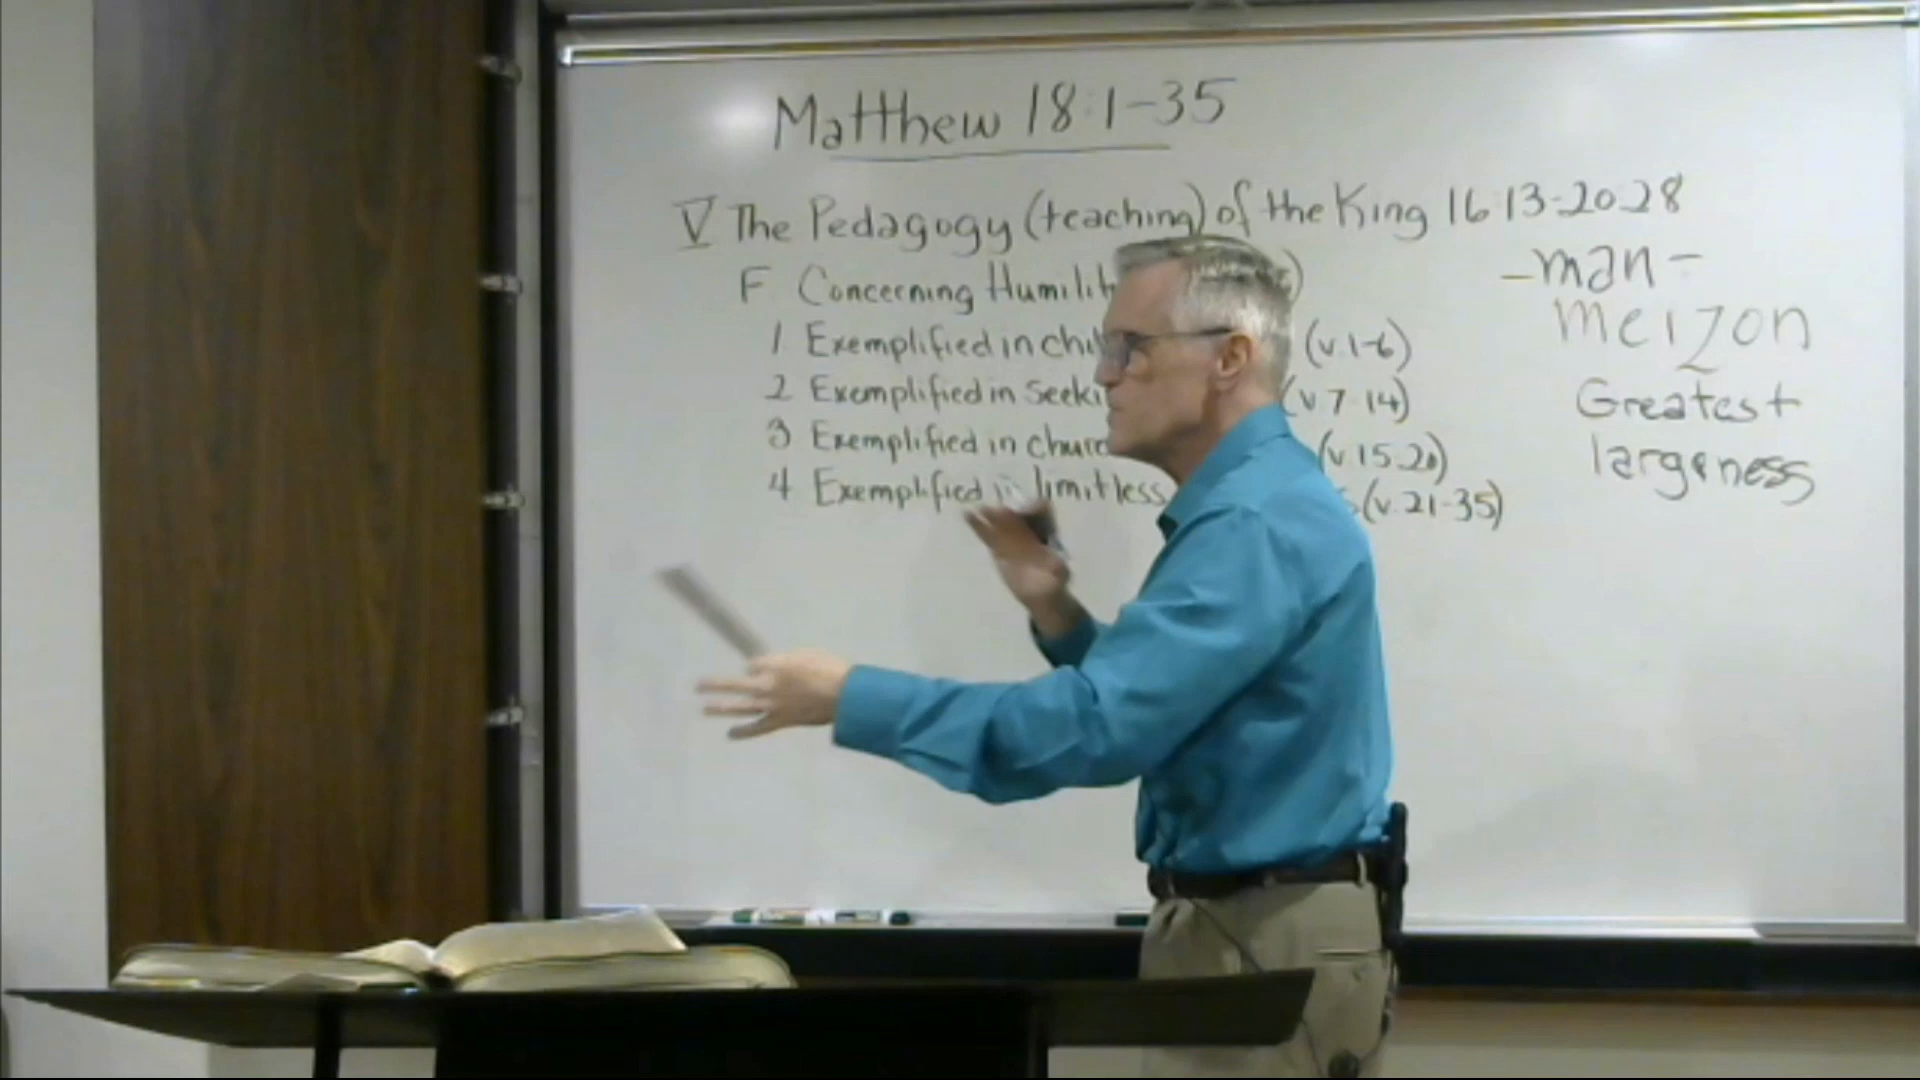 Matthew 18:1-35
V The Pedagogy (teaching) of the King 16:13-20:28
F. Concerning Humilit )
1. Exemplified in chi (v.1-6)
2 Exemplified in Seeki (v 7-14)
3 Exemplified in churc (v.15-20)
4 Exemplified in limitless s (v.21-35)
-man-
meizon
Greatest
largeness